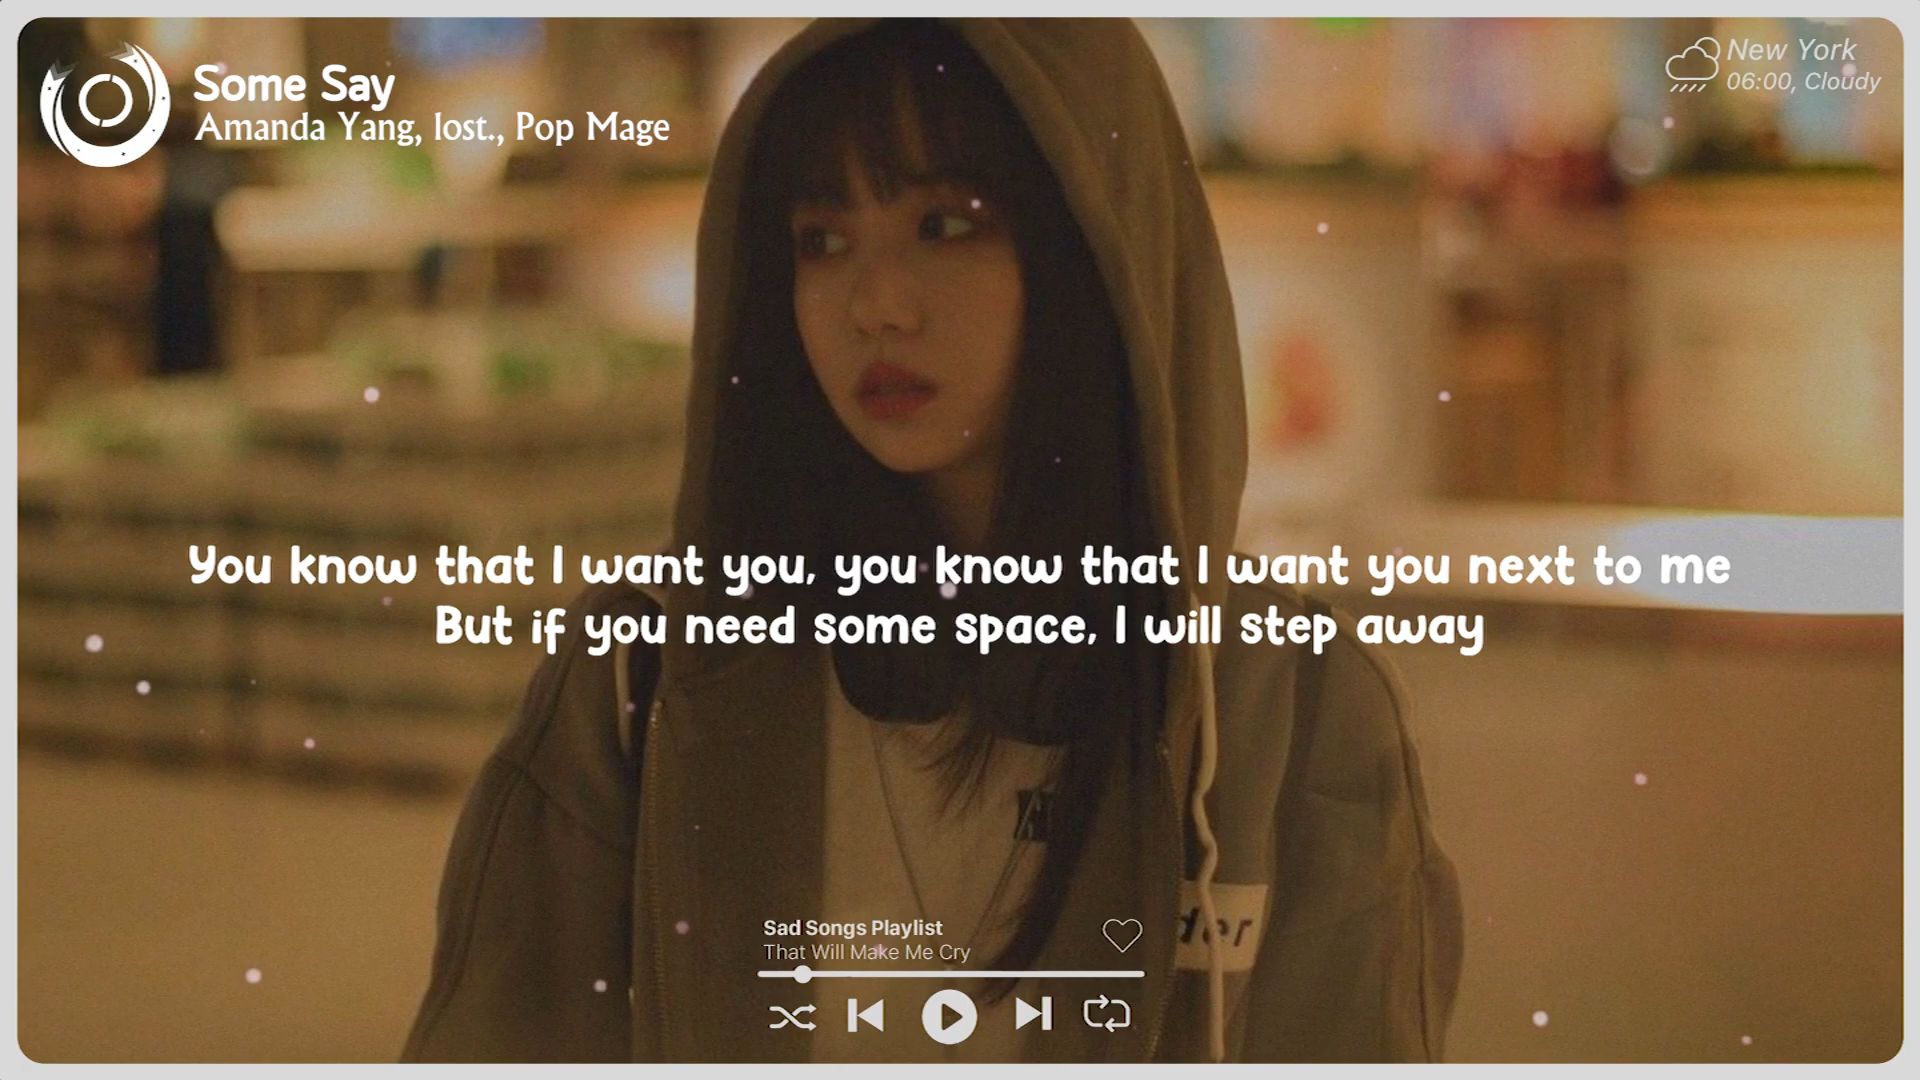 Some Say
Amanda Yang, lost., Pop Mage
New York
06:00, Cloudy
You know that I want you, you know that I want you next to me
But if you need some space, I will step away
der
Sad Songs Playlist
That Will Make Me Cry